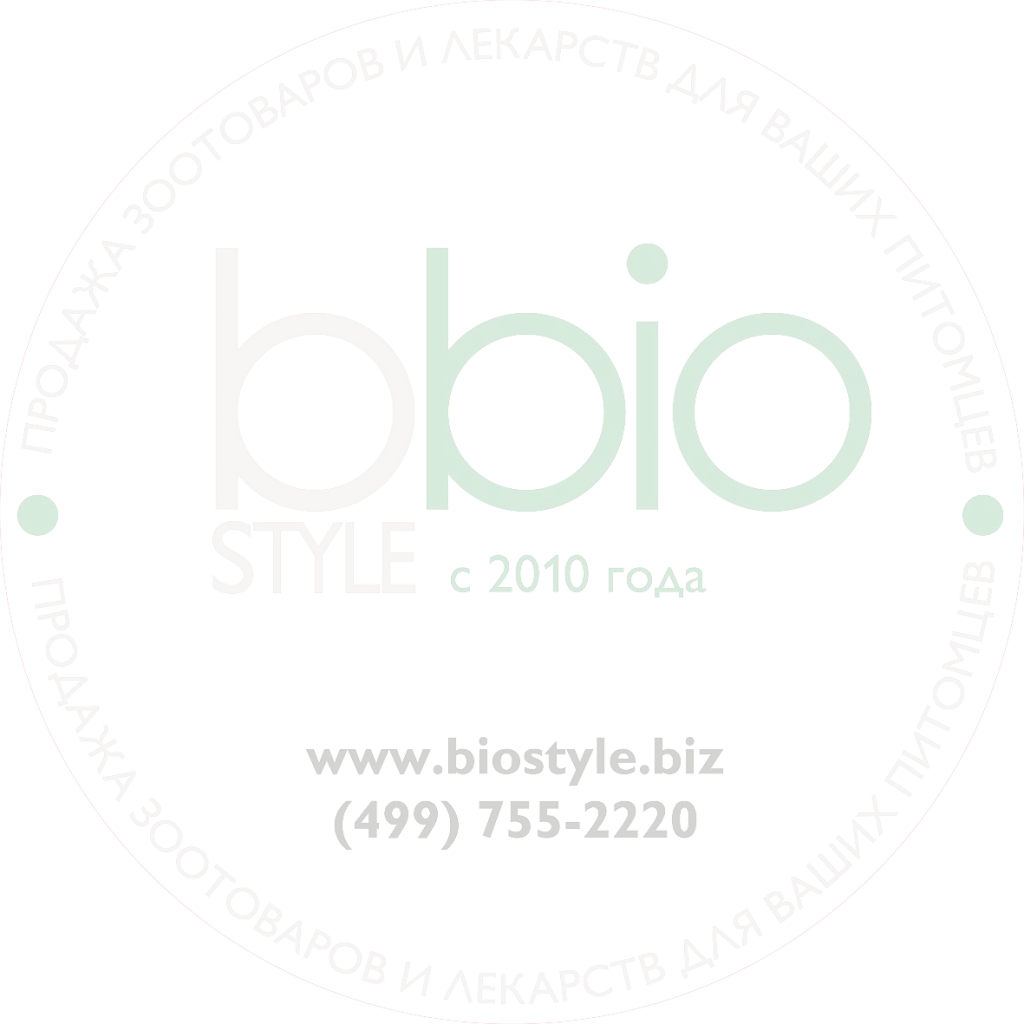 ПРОДАЖА ЗООТОВАРОВ И ЛЕКАРСТВ ДЛЯ ВАШИХ ПИТОМЦЕВ
bbio
STYLE
с 2010 года
www.biostyle.biz
(499) 755-2220
ПРОДАЖА ЗООТОВАРОВ И ЛЕКАРСТВ ДЛЯ ВАШИХ ПИТОМЦЕВ